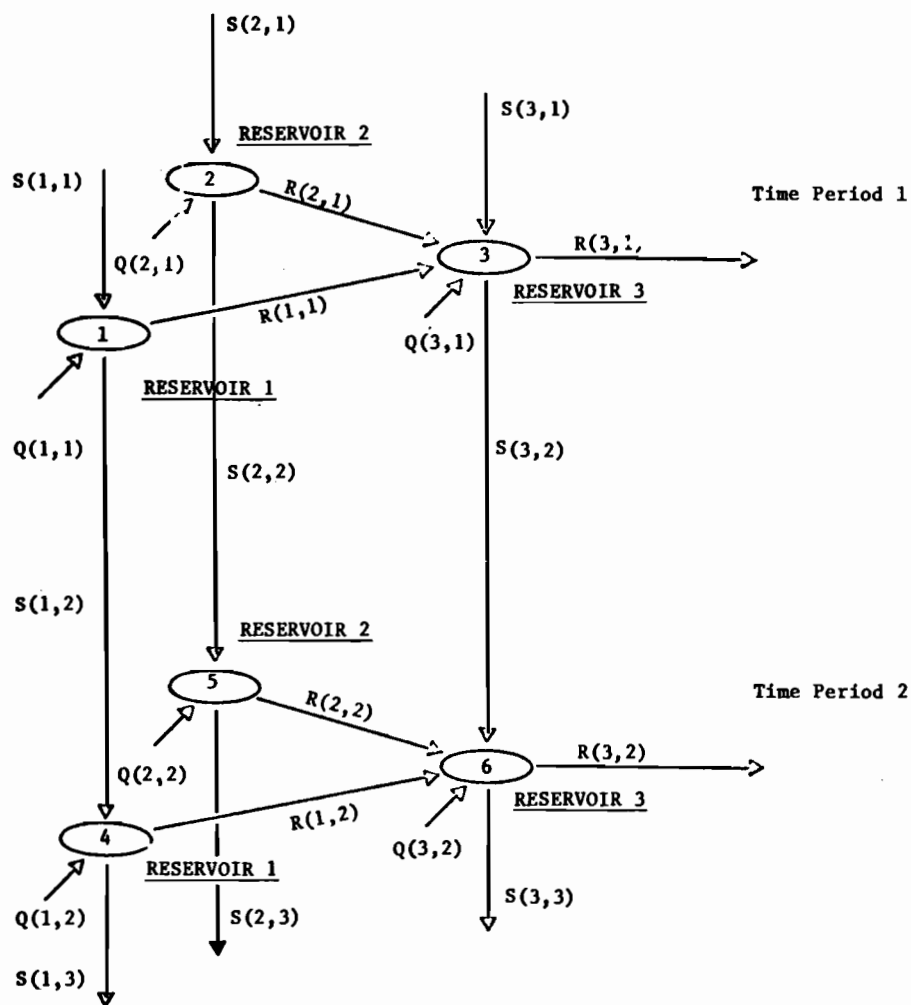 S(2,1)
S(3,1)
RESERVOIR 2
S(1,1)
2
R(2,1)
Time Period 1
Q(2,1)
3
R(3,1,
R(1,1)
RESERVOIR 3
1
Q(3,1)
RESERVOIR 1
Q(1,1)
S(2,2)
S(3,2)
S(1,2)
RESERVOIR 2
5
R(2,2)
Time Period 2
Q(2,2)
6
R(3,2)
R(1,2)
RESERVOIR 3
4
Q(3,2)
RESERVOIR 1
Q(1,2)
S(2,3)
S(3,3)
S(1,3)